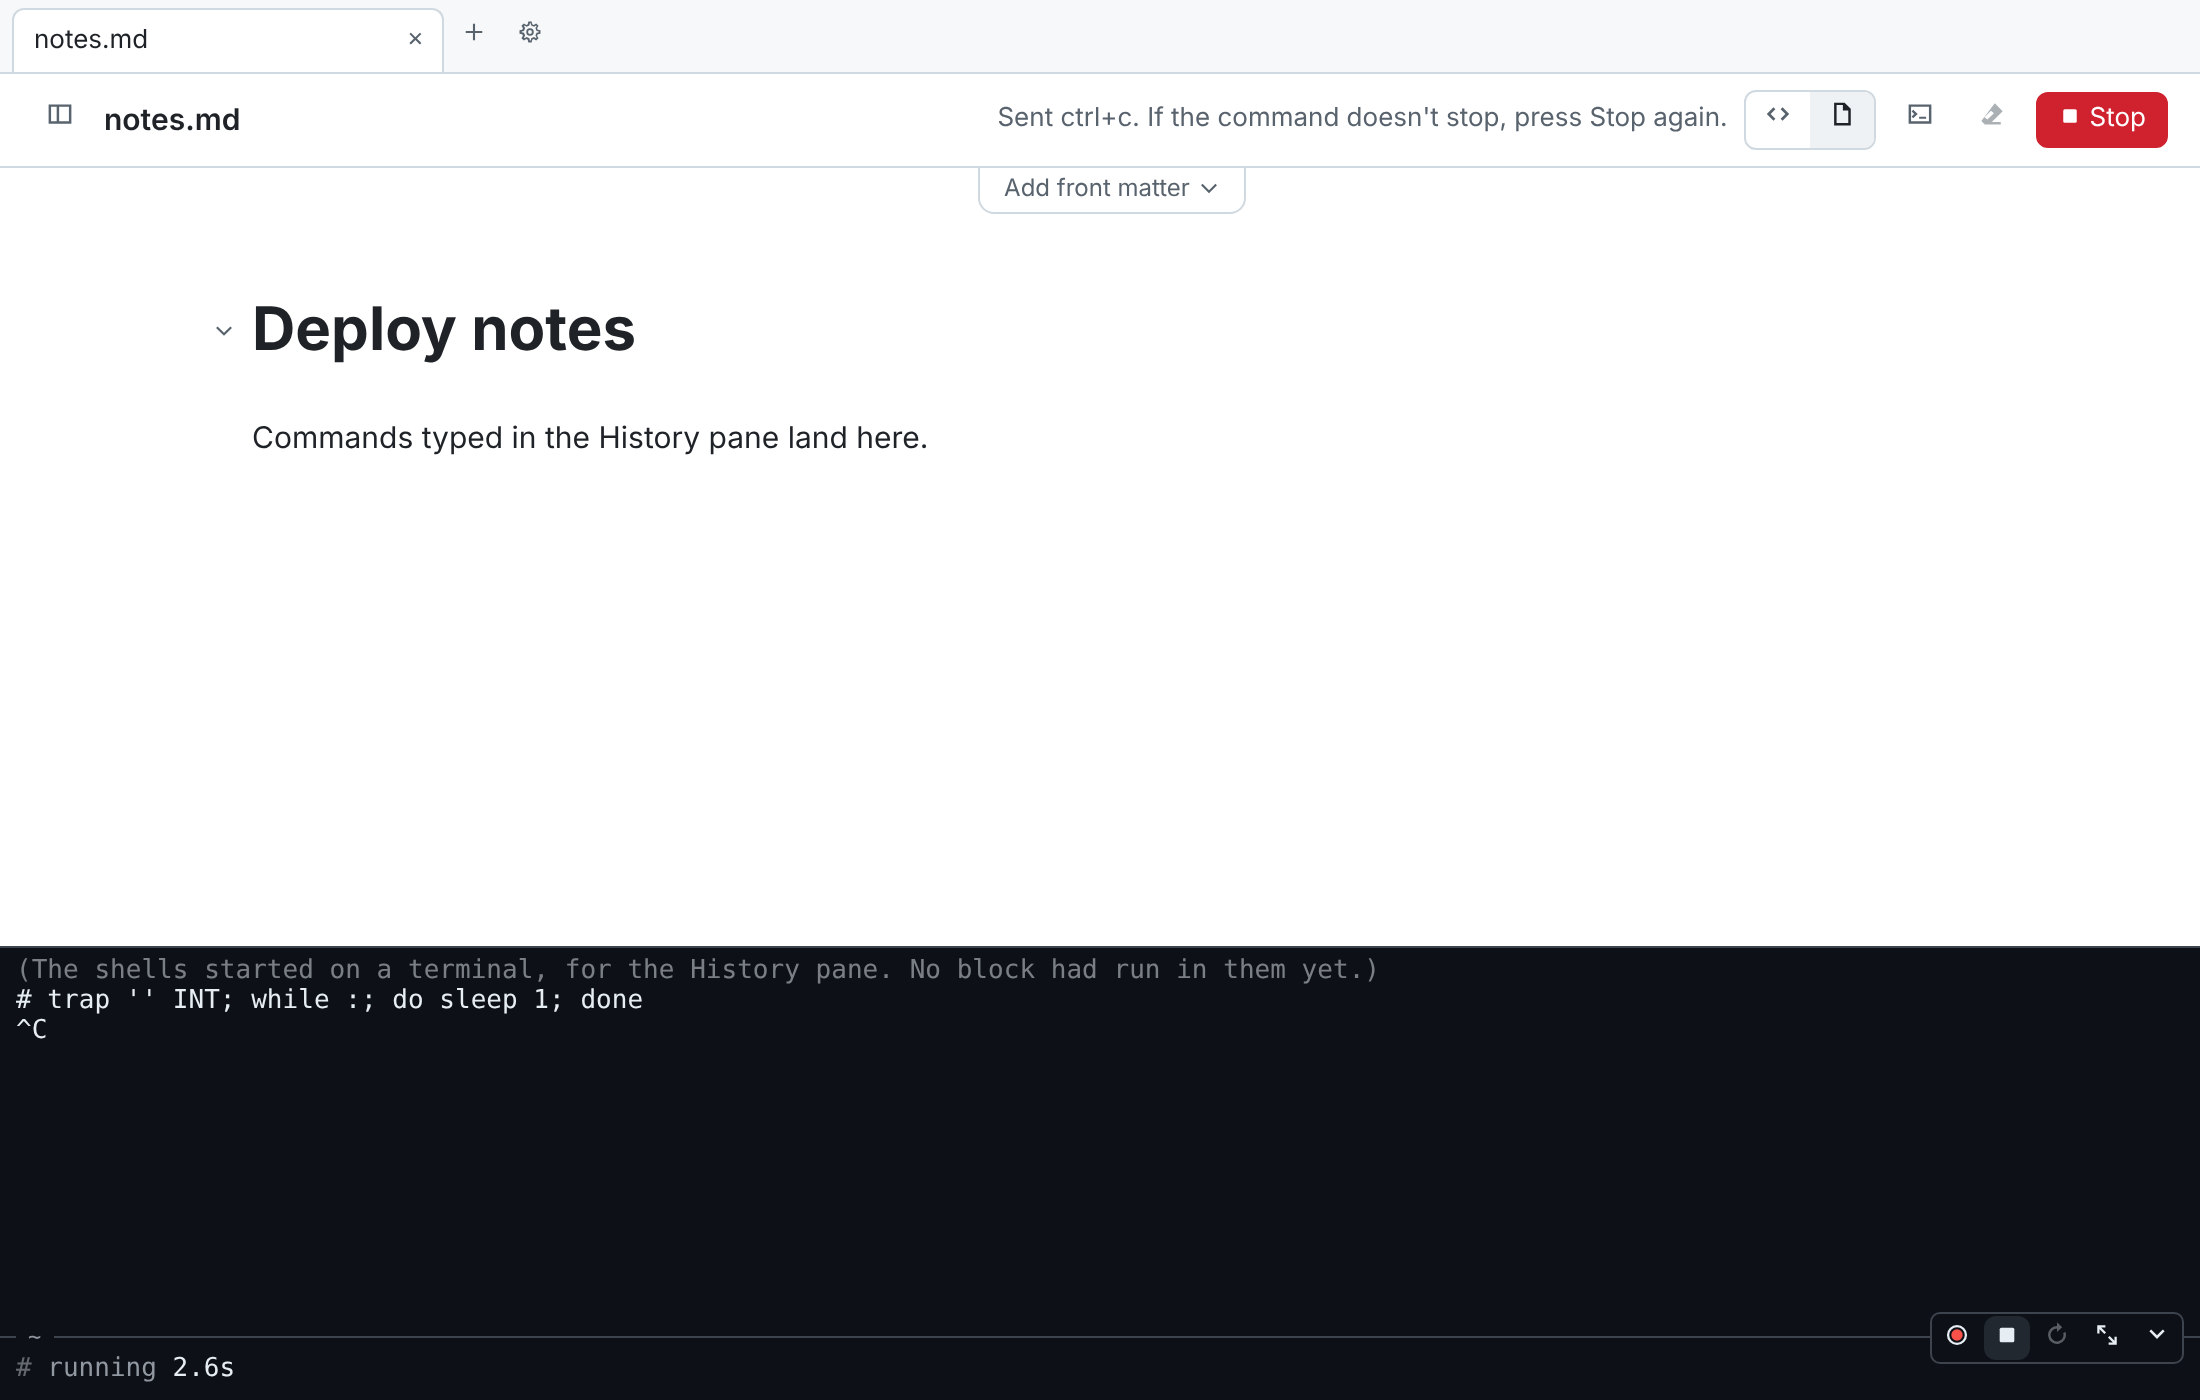 notes.md
notes.md
Sent ctrl+c. If the command doesn't stop, press Stop again.
Stop
Add front matter
Deploy notes
Commands typed in the History pane land here.
(The shells started on a terminal, for the History pane. No block had run in them yet.)
# trap '' INT; while :; do sleep 1; done
^C
~
# running 2.6s